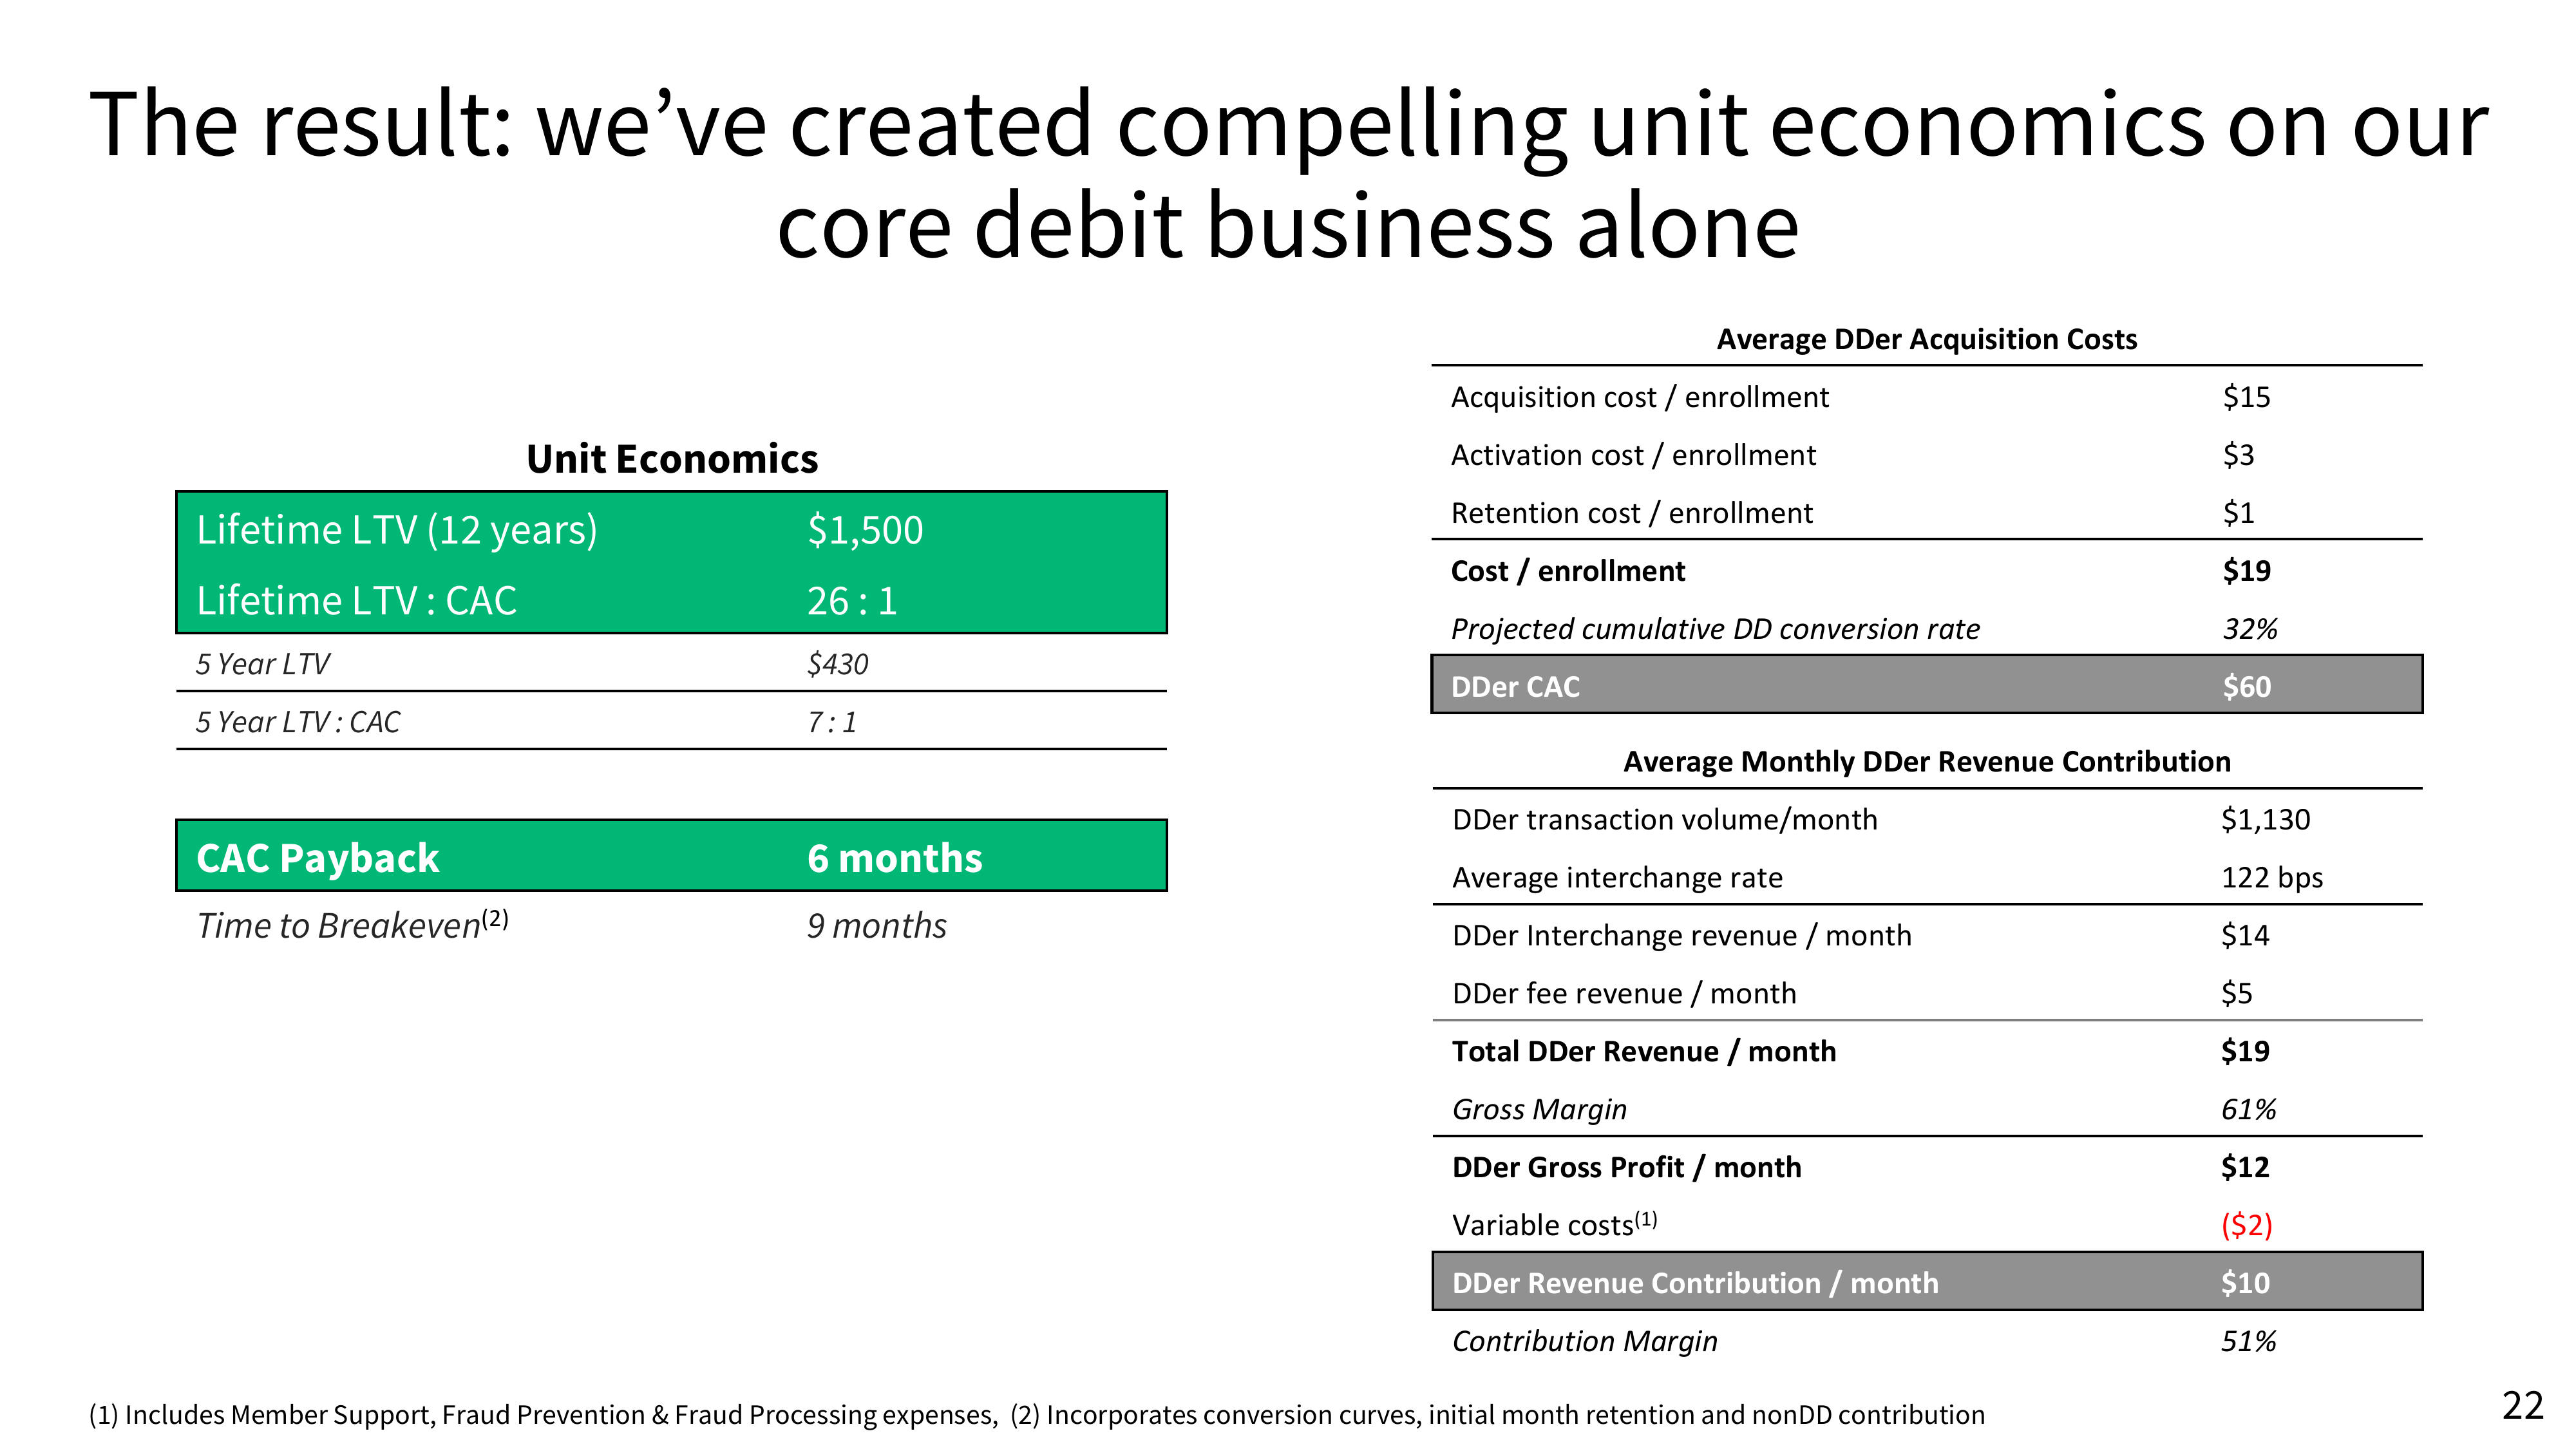 The result: we’ve created compelling unit economics on our
core debit business alone
Unit Economics
Lifetime LTV (12 years) $1,500
Lifetime LTV : CAC 26 : 1
5 Year LTV $430
5 Year LTV : CAC 7 : 1
CAC Payback 6 months
Time to Breakeven(2) 9 months
Average DDer Acquisition Costs
Acquisition cost / enrollment $15
Activation cost / enrollment $3
Retention cost / enrollment $1
Cost / enrollment $19
Projected cumulative DD conversion rate 32%
DDer CAC $60
Average Monthly DDer Revenue Contribution
DDer transaction volume/month $1,130
Average interchange rate 122 bps
DDer Interchange revenue / month $14
DDer fee revenue / month $5
Total DDer Revenue / month $19
Gross Margin 61%
DDer Gross Profit / month $12
Variable costs(1) ($2)
DDer Revenue Contribution / month $10
Contribution Margin 51%
(1) Includes Member Support, Fraud Prevention & Fraud Processing expenses, (2) Incorporates conversion curves, initial month retention and nonDD contribution
22